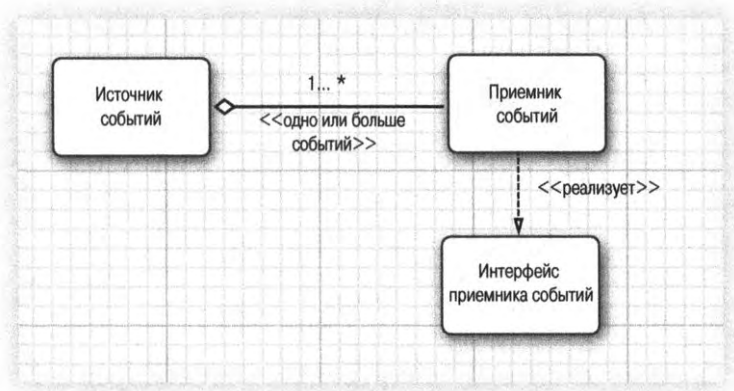 Источник
событий
1... *
<<одно или больше
событий>>
Приемник
событий
<<реализует>>
Интерфейс
приемника событий